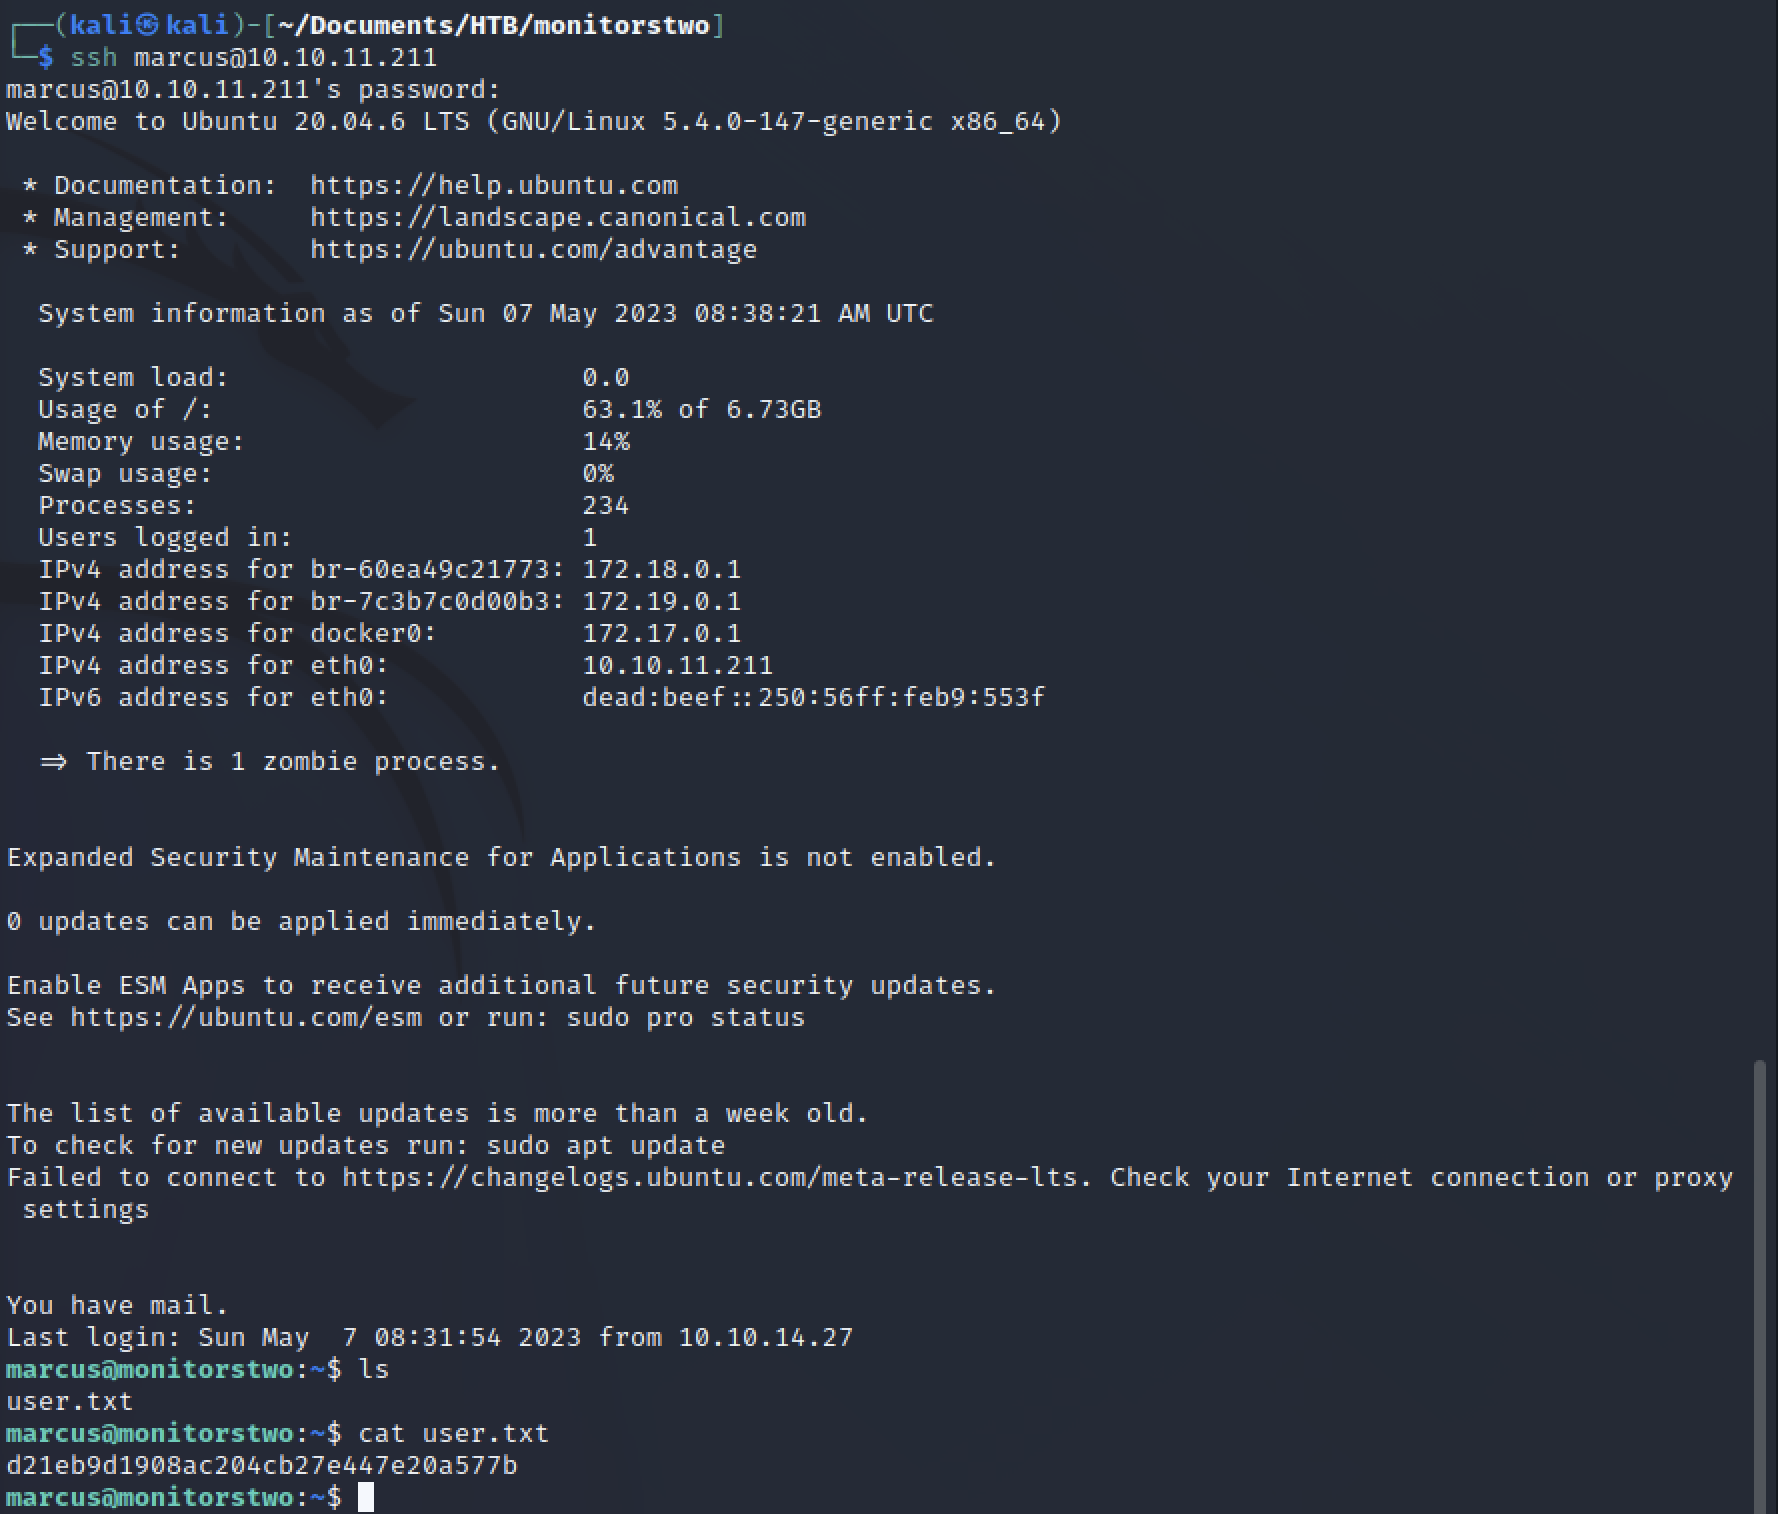 ┌──(kali㉿kali)-[~/Documents/HTB/monitorstwo]
└─$ ssh marcus@10.10.11.211
marcus@10.10.11.211's password:
Welcome to Ubuntu 20.04.6 LTS (GNU/Linux 5.4.0-147-generic x86_64)

 * Documentation:  https://help.ubuntu.com
 * Management:     https://landscape.canonical.com
 * Support:        https://ubuntu.com/advantage

  System information as of Sun 07 May 2023 08:38:21 AM UTC

  System load:                      0.0
  Usage of /:                       63.1% of 6.73GB
  Memory usage:                     14%
  Swap usage:                       0%
  Processes:                        234
  Users logged in:                  1
  IPv4 address for br-60ea49c21773: 172.18.0.1
  IPv4 address for br-7c3b7c0d00b3: 172.19.0.1
  IPv4 address for docker0:         172.17.0.1
  IPv4 address for eth0:            10.10.11.211
  IPv6 address for eth0:            dead:beef::250:56ff:feb9:553f

  => There is 1 zombie process.


Expanded Security Maintenance for Applications is not enabled.

0 updates can be applied immediately.

Enable ESM Apps to receive additional future security updates.
See https://ubuntu.com/esm or run: sudo pro status


The list of available updates is more than a week old.
To check for new updates run: sudo apt update
Failed to connect to https://changelogs.ubuntu.com/meta-release-lts. Check your Internet connection or proxy
 settings


You have mail.
Last login: Sun May  7 08:31:54 2023 from 10.10.14.27
marcus@monitorstwo:~$ ls
user.txt
marcus@monitorstwo:~$ cat user.txt
d21eb9d1908ac204cb27e447e20a577b
marcus@monitorstwo:~$